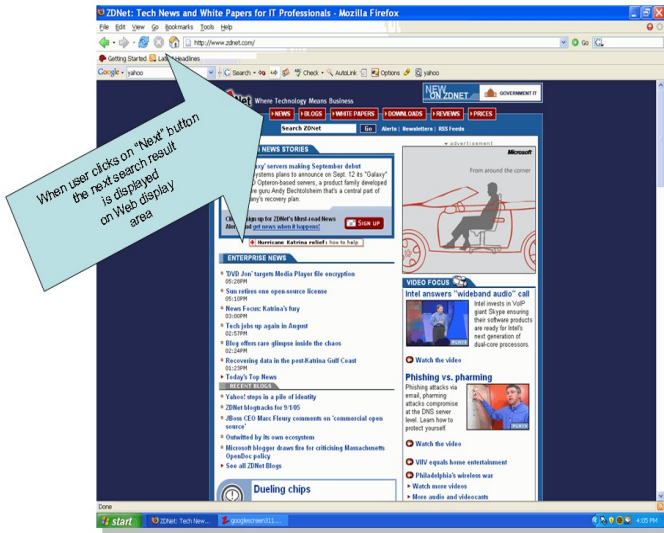 ZDNet: Tech News and White Papers for IT Professionals - Mozilla Firefox
File Edit View Go Bookmarks Tools Help
http://www.zdnet.com/
Go
Getting Started Latest Headlines
Google yahoo Search Check AutoLink Options yahoo
Where Technology Means Business
NEW ON ZDNET GOVERNMENT IT
NEWS BLOGS WHITE PAPERS DOWNLOADS REVIEWS PRICES
Search ZDNet Go Alerts | Newsletters | RSS Feeds
When user clicks on "Next" button
the next search result
is displayed
on Web display
area
NEWS STORIES
servers making September debut
plans to announce on Sept. 12 its "Galaxy"
Opteron-based servers, a product family developed
guru Andy Bechtolsheim that's a central part of
recovery plan.
sign up for ZDNet's Must-read News
get news when it happens!
SIGN UP
Hurricane Katrina relief: how to help
ENTERPRISE NEWS
'DVD Jon' targets Media Player file encryption
05:28PM
Sun retires one open-source license
05:10PM
News Focus: Katrina's fury
03:00PM
Tech jobs up again in August
02:57PM
Blog offers rare glimpse inside the chaos
02:24PM
Recovering data in the post-Katrina Gulf Coast
01:23PM
Today's Top News
RECENT BLOGS
Yahoo! steps in a pile of identity
ZDNet blogtracks for 9/1/05
JBoss CEO Marc Fleury comments on 'commercial open
source'
Outwitted by its own ecosystem
Microsoft blogger draws fire for criticising Massachusetts
OpenDoc policy
See all ZDNet Blogs
Dueling chips
advertisement
Microsoft
From around the corner
VIDEO FOCUS
Intel answers "wideband audio" call
Intel invests in VoIP
giant Skype ensuring
their software products
are ready for Intel's
next generation of
dual-core processors.
Watch the video
Phishing vs. pharming
Phishing attacks via
email, pharming
attacks compromise
at the DNS server
level. Learn how to
protect yourself.
Watch the video
VIIV equals home entertainment
Philadelphia's wireless war
Watch more videos
More audio and videocasts
Done
start ZDNet: Tech New... googlescreen311.... 4:05 PM